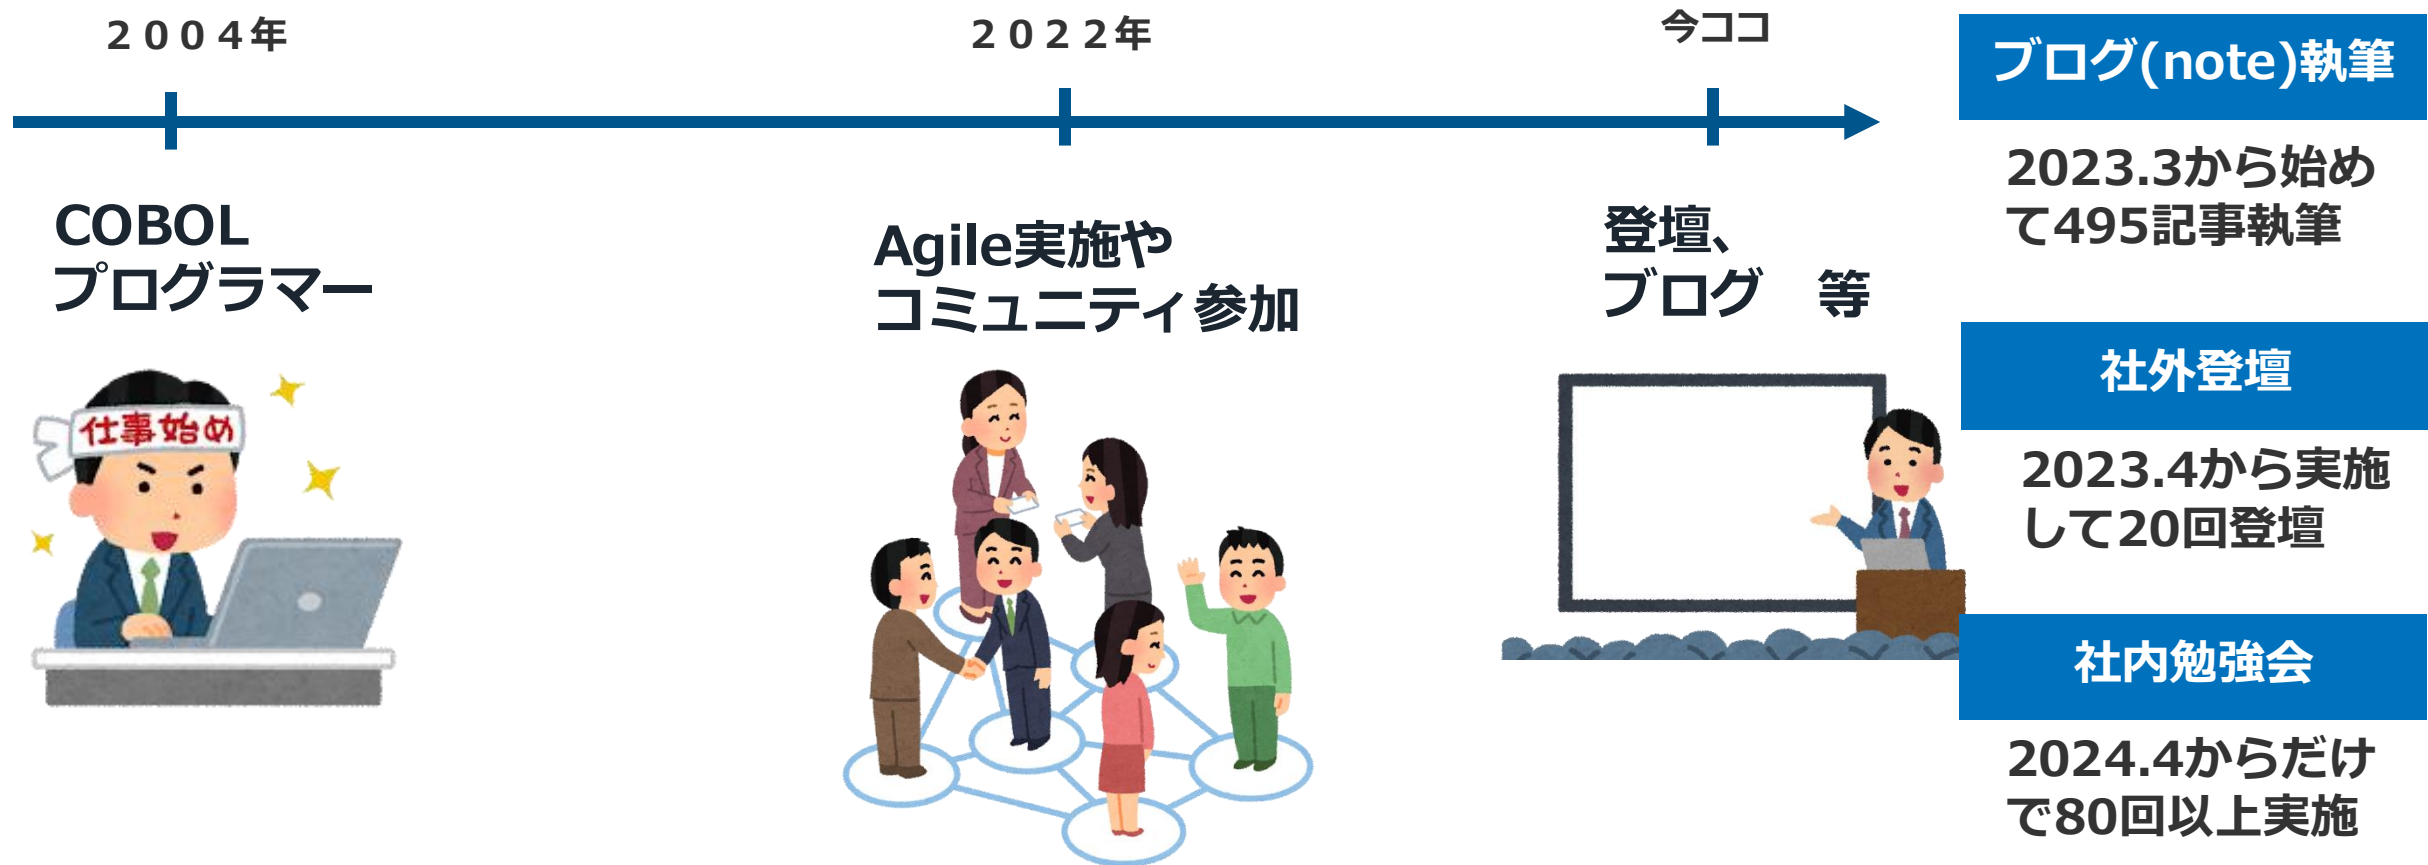 ２００４年
２０２２年
今ココ
COBOL
プログラマー
仕事始め
Agile実施や
コミュニティ参加
登壇、
ブログ　等
ブログ(note)執筆
2023.3から始め
て495記事執筆
社外登壇
2023.4から実施
して20回登壇
社内勉強会
2024.4からだけ
で80回以上実施